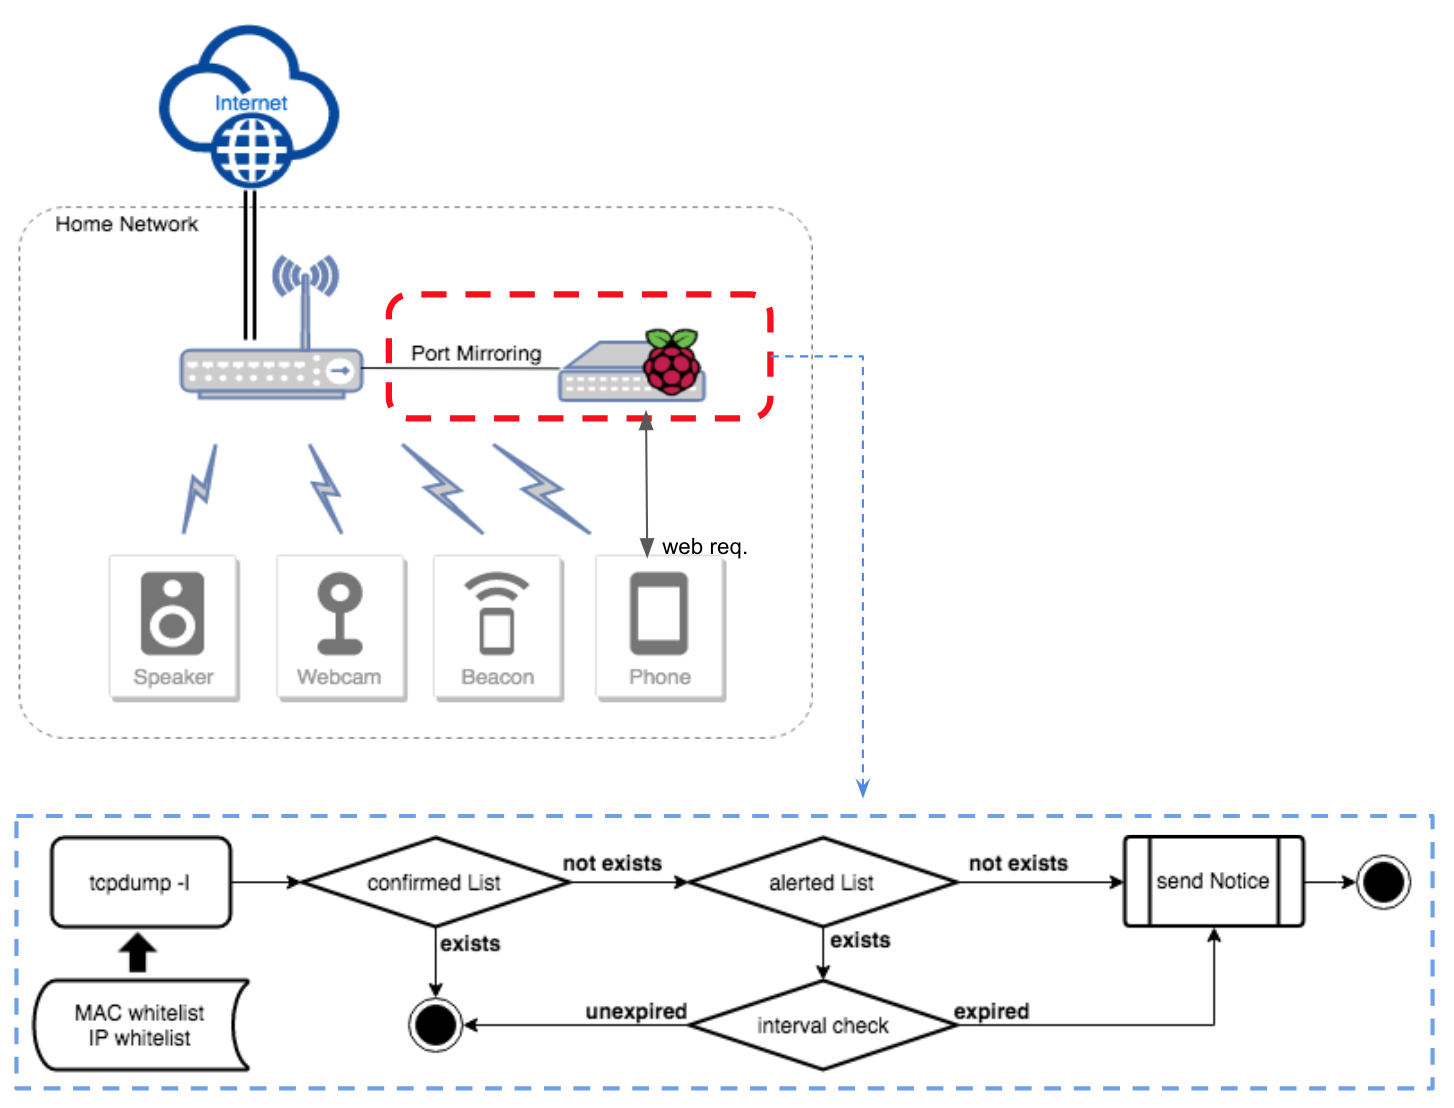 Internet
Home Network
Port Mirroring
web req.
Speaker
Webcam
Beacon
Phone
tcpdump -l
confirmed List
not exists
alerted List
not exists
send Notice
exists
exists
MAC whitelist
IP whitelist
unexpired
interval check
expired